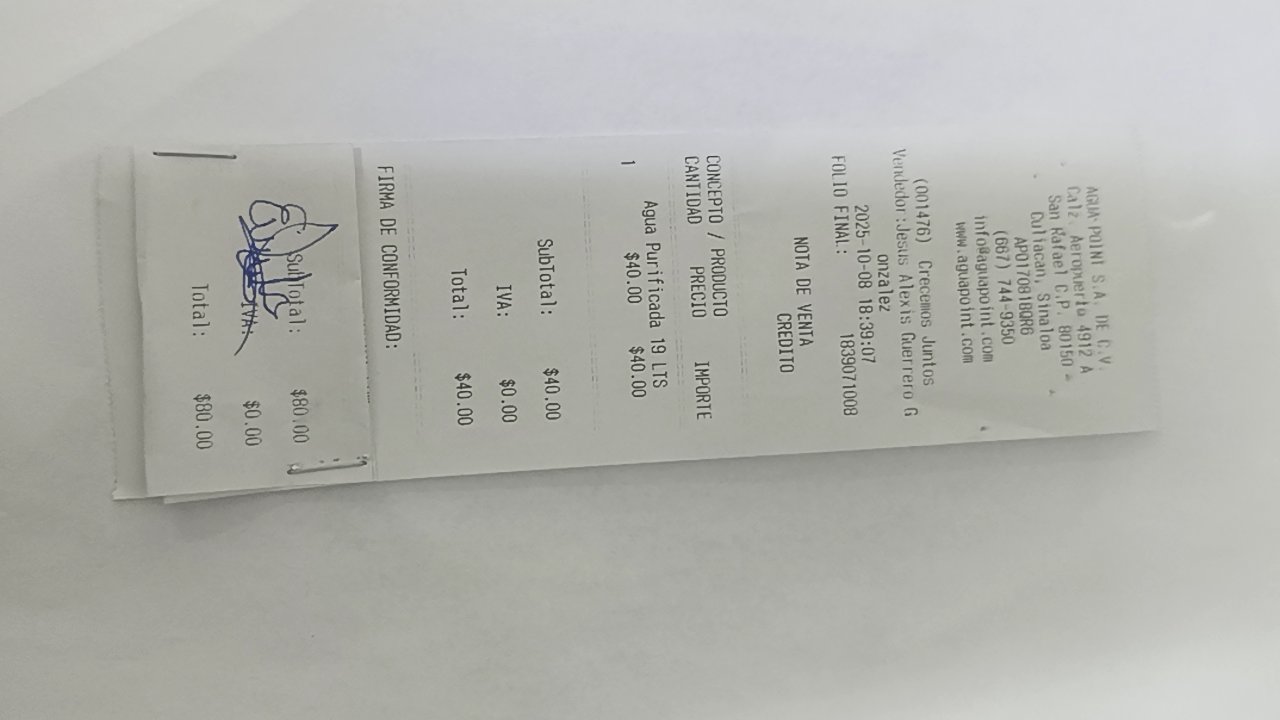 AGUA POINT S.A. DE C.V.
Calz. Aeropuerto 4912 A
San Rafael C.P. 80150
Culiacan, Sinaloa
APO170818QR6
(667) 744-9350
info@aguapoint.com
www.aguapoint.com
(001476) Crecemos Juntos
Vendedor:Jesus Alexis Guerrero G
onzalez
2025-10-08 18:39:07
FOLIO FINAL: 1839071008
NOTA DE VENTA
CREDITO
CONCEPTO / PRODUCTO
CANTIDAD PRECIO IMPORTE
Agua Purificada 19 LTS
1 $40.00 $40.00
SubTotal: $40.00
IVA: $0.00
Total: $40.00
FIRMA DE CONFORMIDAD:
SubTotal: $80.00
IVA: $0.00
Total: $80.00